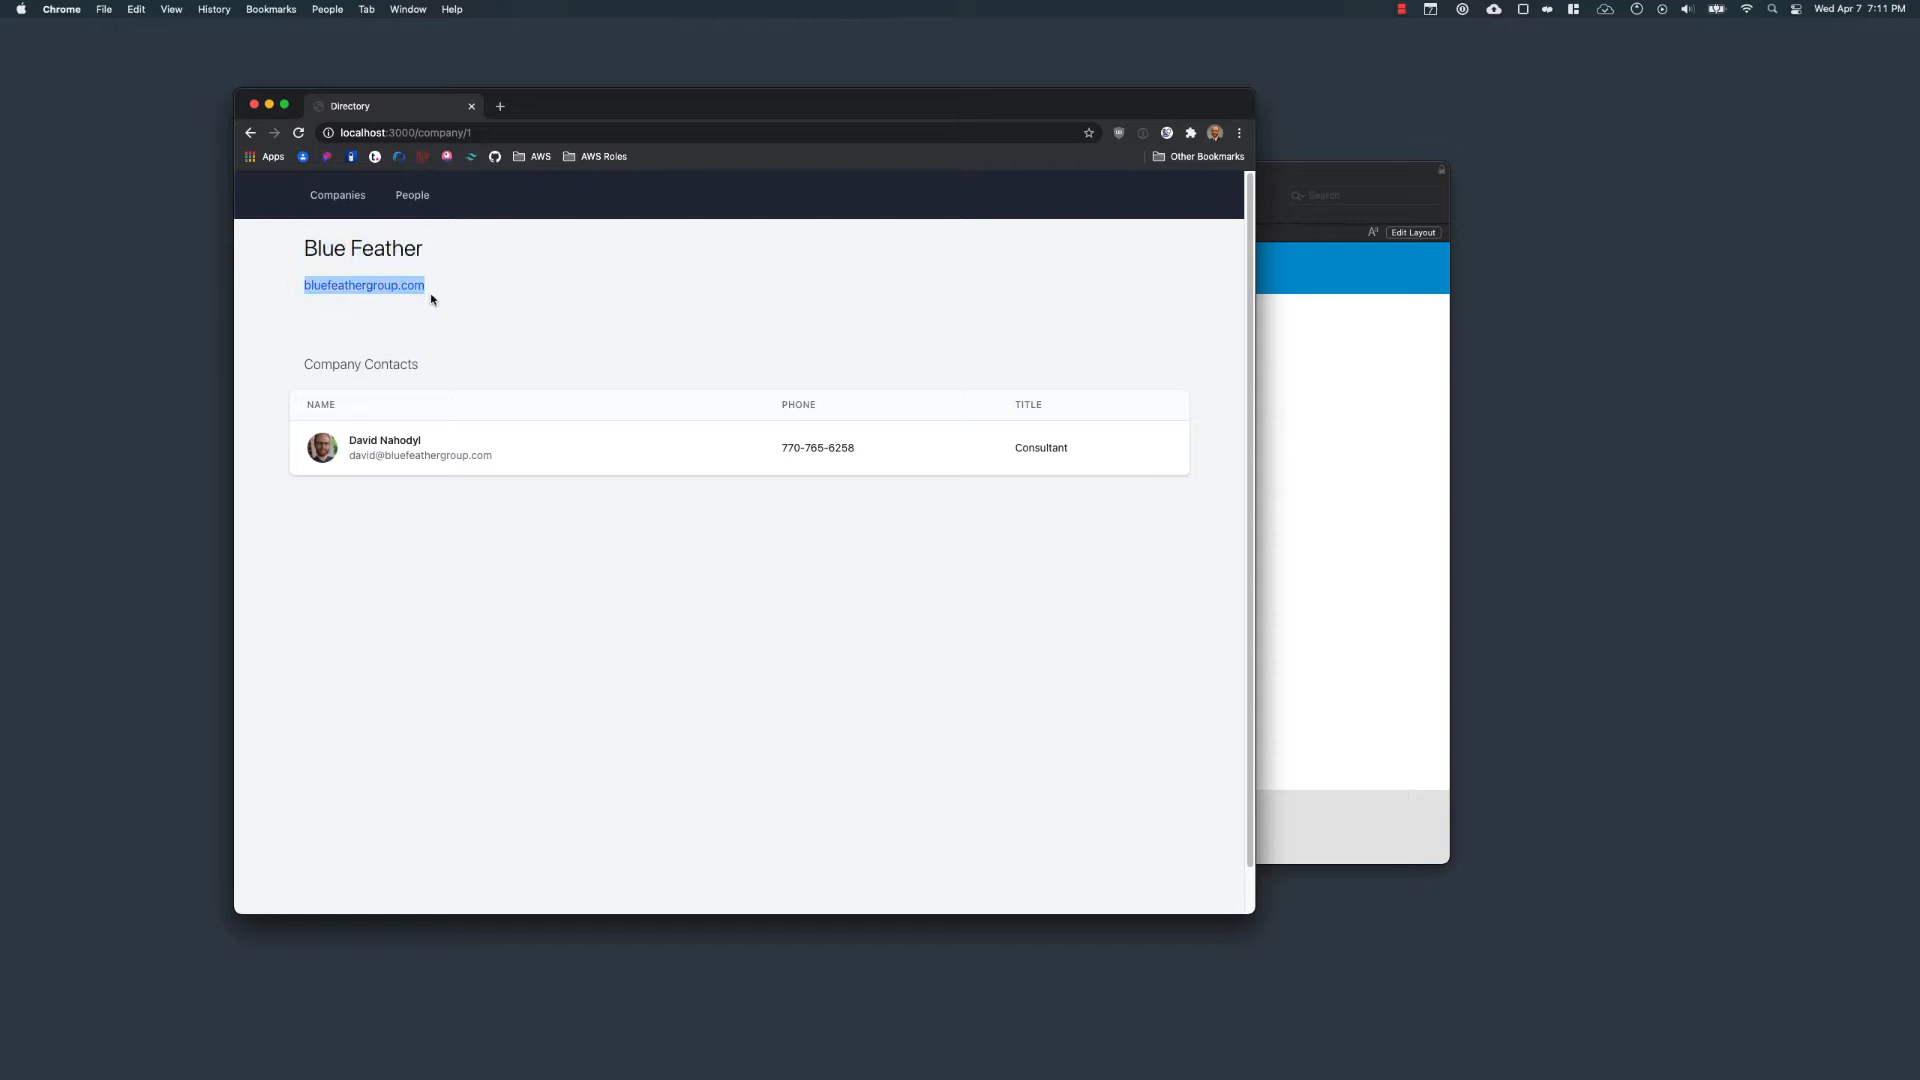 Chrome File Edit View History Bookmarks People Tab Window Help
Wed Apr 7 7:11 PM
Directory
localhost:3000/company/1
Apps
AWS
AWS Roles
Other Bookmarks
Companies
People
Search
Edit Layout
Blue Feather
bluefeathergroup.com
Company Contacts
NAME PHONE TITLE
David Nahodyl
david@bluefeathergroup.com
770-765-6258
Consultant